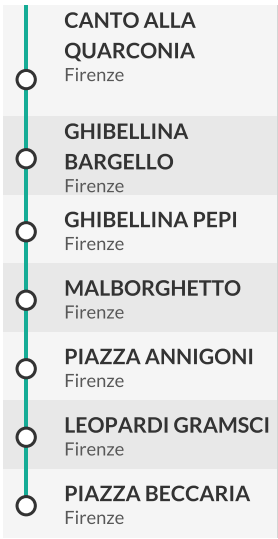 CANTO ALLA
QUARCONIA
Firenze
GHIBELLINA
BARGELLO
Firenze
GHIBELLINA PEPI
Firenze
MALBORGHETTO
Firenze
PIAZZA ANNIGONI
Firenze
LEOPARDI GRAMSCI
Firenze
PIAZZA BECCARIA
Firenze